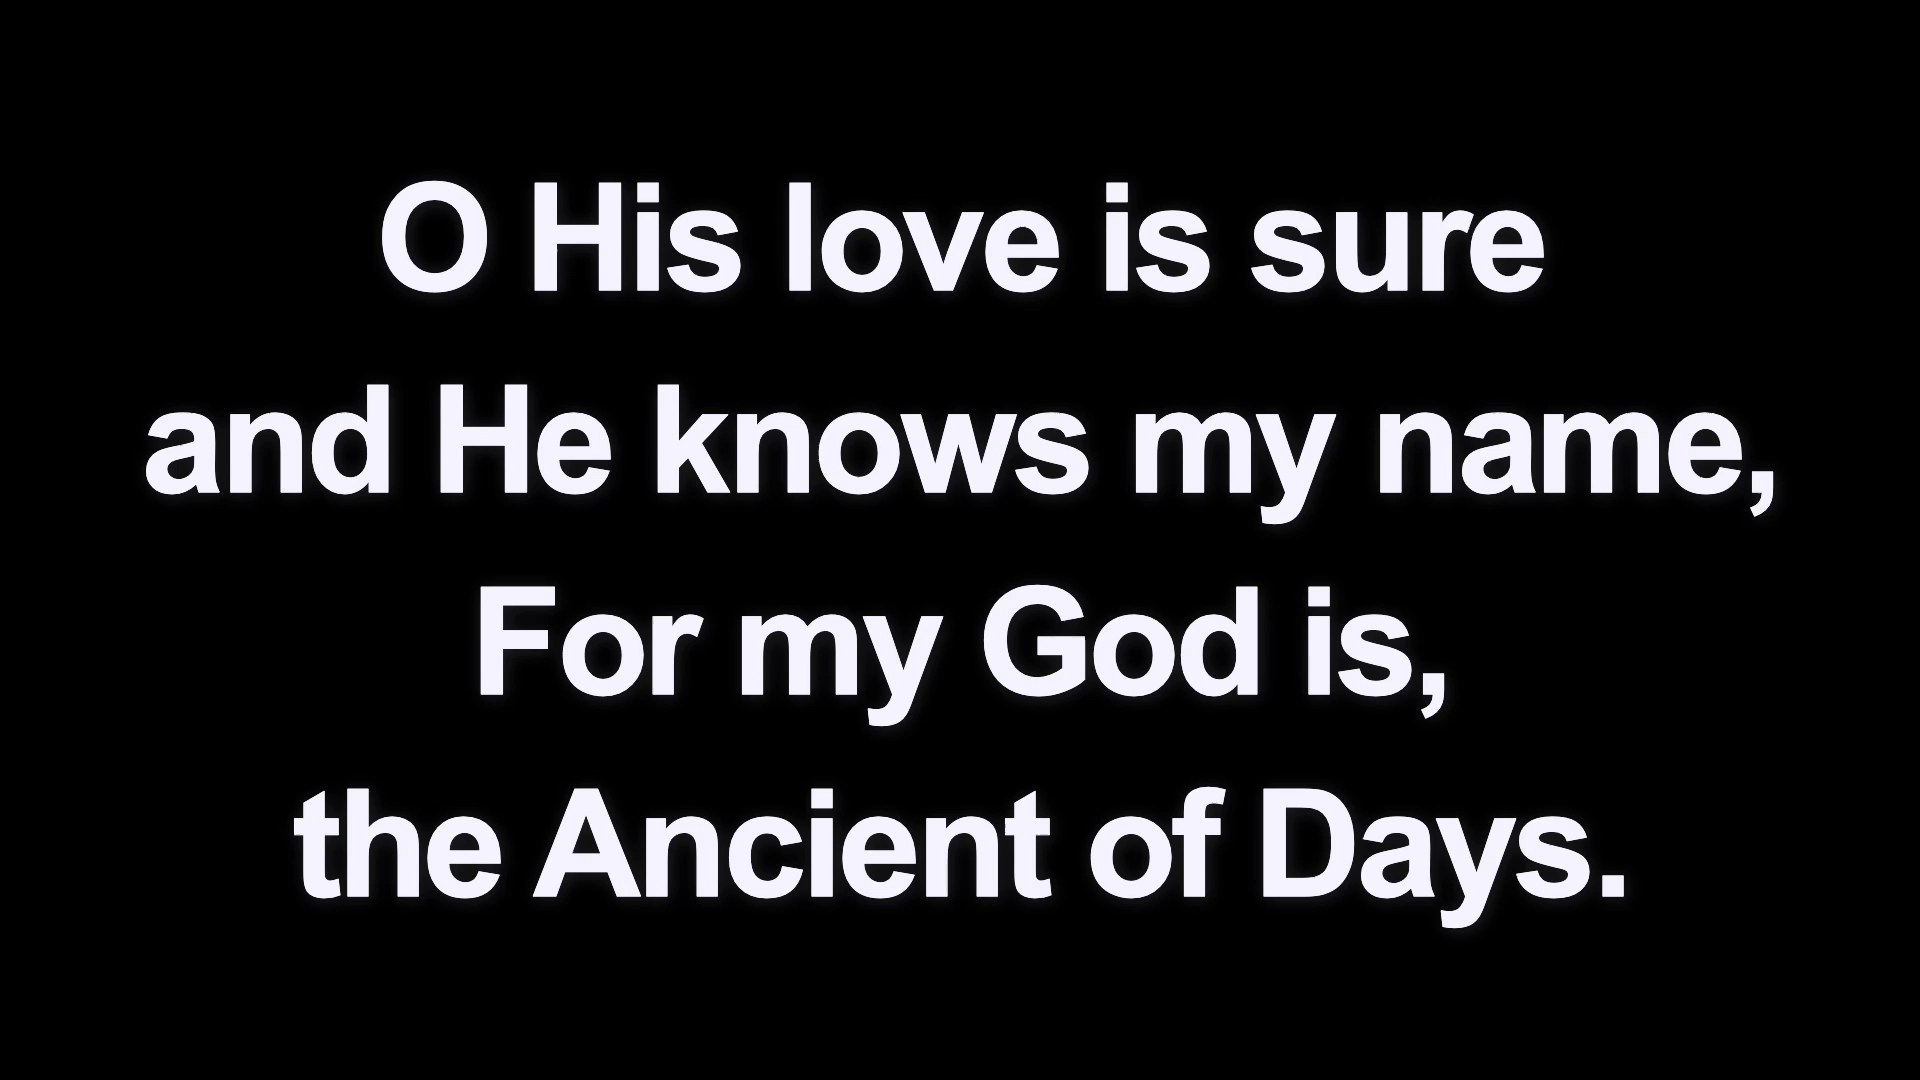 O His love is sure
and He knows my name,
For my God is,
the Ancient of Days.